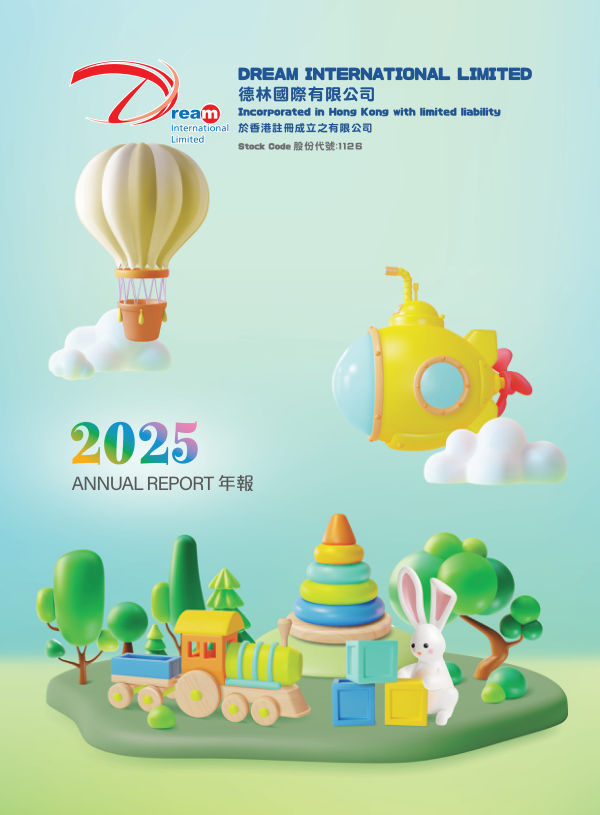 Dream
International
Limited
DREAM INTERNATIONAL LIMITED
德林國際有限公司
Incorporated in Hong Kong with limited liability
於香港註冊成立之有限公司
Stock Code 股份代號:1126
2025
ANNUAL REPORT 年報